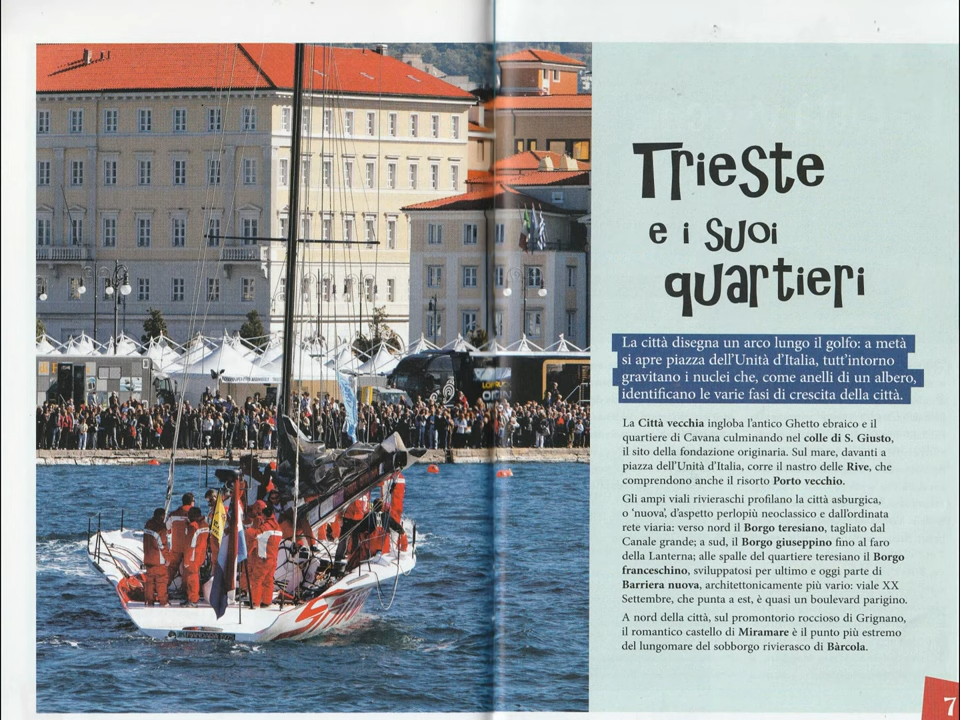 Trieste
e i suoi
quartieri
La città disegna un arco lungo il golfo: a metà
si apre piazza dell'Unità d'Italia, tutt'intorno
gravitano i nuclei che, come anelli di un albero,
identificano le varie fasi di crescita della città.
La Città vecchia ingloba l'antico Ghetto ebraico e il
quartiere di Cavana culminando nel colle di S. Giusto,
il sito della fondazione originaria. Sul mare, davanti a
piazza dell'Unità d'Italia, corre il nastro delle Rive, che
comprendono anche il risorto Porto vecchio.
Gli ampi viali rivieraschi profilano la città asburgica,
o 'nuova', d'aspetto perlopiù neoclassico e dall'ordinata
rete viaria: verso nord il Borgo teresiano, tagliato dal
Canale grande; a sud, il Borgo giuseppino fino al faro
della Lanterna; alle spalle del quartiere teresiano il Borgo
franceschino, sviluppatosi per ultimo e oggi parte di
Barriera nuova, architettonicamente più vario: viale XX
Settembre, che punta a est, è quasi un boulevard parigino.
A nord della città, sul promontorio roccioso di Grignano,
il romantico castello di Miramare è il punto più estremo
del lungomare del sobborgo rivierasco di Bàrcola.
7